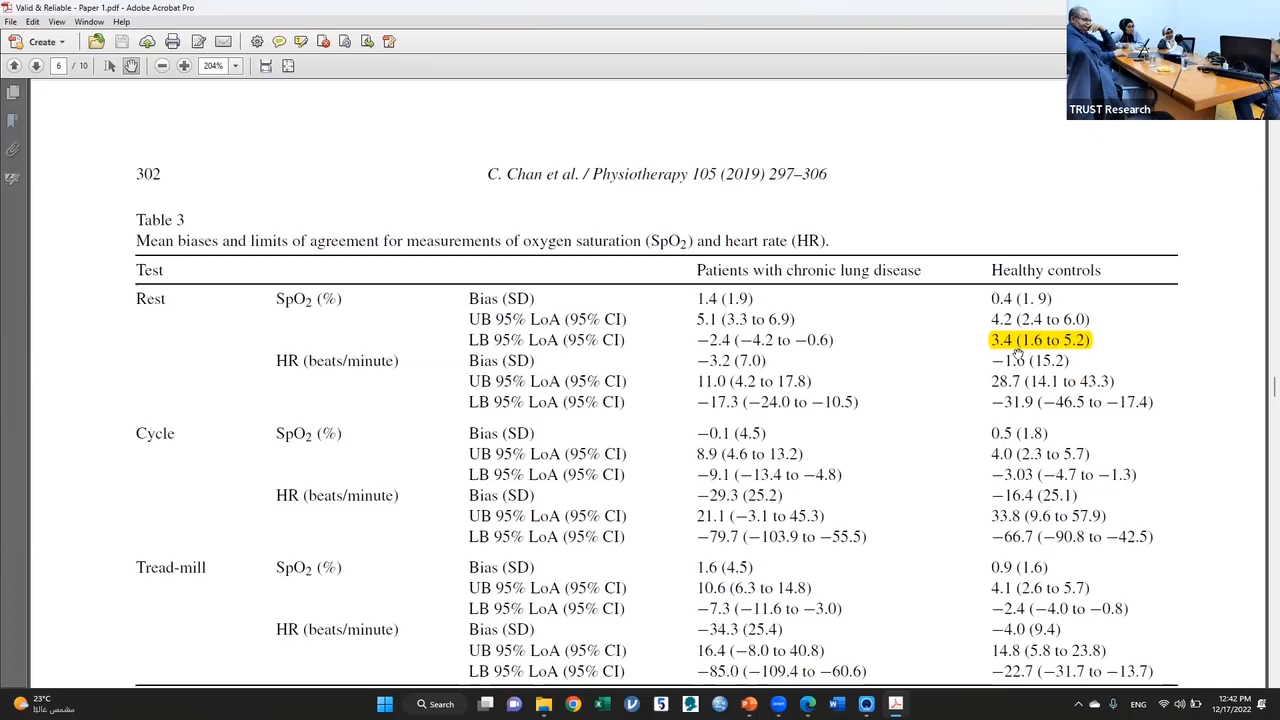 Valid & Reliable - Paper 1.pdf - Adobe Acrobat Pro
File Edit View Window Help
Create
6 / 10 204%
TRUST Research
302 C. Chan et al. / Physiotherapy 105 (2019) 297–306
Table 3
Mean biases and limits of agreement for measurements of oxygen saturation (SpO2) and heart rate (HR).
Test Patients with chronic lung disease Healthy controls
Rest SpO2 (%) Bias (SD) 1.4 (1.9) 0.4 (1. 9)
UB 95% LoA (95% CI) 5.1 (3.3 to 6.9) 4.2 (2.4 to 6.0)
LB 95% LoA (95% CI) −2.4 (−4.2 to −0.6) 3.4 (1.6 to 5.2)
HR (beats/minute) Bias (SD) −3.2 (7.0) −1.6 (15.2)
UB 95% LoA (95% CI) 11.0 (4.2 to 17.8) 28.7 (14.1 to 43.3)
LB 95% LoA (95% CI) −17.3 (−24.0 to −10.5) −31.9 (−46.5 to −17.4)
Cycle SpO2 (%) Bias (SD) −0.1 (4.5) 0.5 (1.8)
UB 95% LoA (95% CI) 8.9 (4.6 to 13.2) 4.0 (2.3 to 5.7)
LB 95% LoA (95% CI) −9.1 (−13.4 to −4.8) −3.03 (−4.7 to −1.3)
HR (beats/minute) Bias (SD) −29.3 (25.2) −16.4 (25.1)
UB 95% LoA (95% CI) 21.1 (−3.1 to 45.3) 33.8 (9.6 to 57.9)
LB 95% LoA (95% CI) −79.7 (−103.9 to −55.5) −66.7 (−90.8 to −42.5)
Tread-mill SpO2 (%) Bias (SD) 1.6 (4.5) 0.9 (1.6)
UB 95% LoA (95% CI) 10.6 (6.3 to 14.8) 4.1 (2.6 to 5.7)
LB 95% LoA (95% CI) −7.3 (−11.6 to −3.0) −2.4 (−4.0 to −0.8)
HR (beats/minute) Bias (SD) −34.3 (25.4) −4.0 (9.4)
UB 95% LoA (95% CI) 16.4 (−8.0 to 40.8) 14.8 (5.8 to 23.8)
LB 95% LoA (95% CI) −85.0 (−109.4 to −60.6) −22.7 (−31.7 to −13.7)
23°C Search ENG 12:42 PM
مشمس غالبًا 12/17/2022